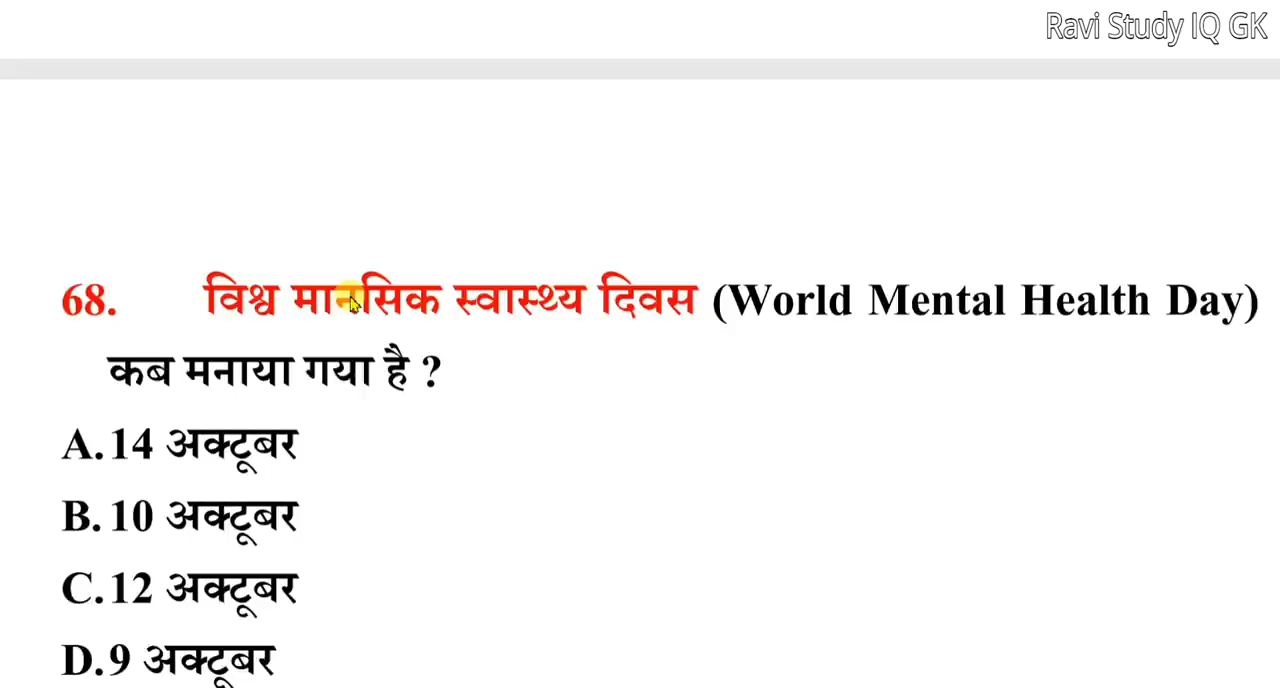 Ravi Study IQ GK
68. विश्व मानसिक स्वास्थ्य दिवस (World Mental Health Day)
कब मनाया गया है ?
A. 14 अक्टूबर
B. 10 अक्टूबर
C. 12 अक्टूबर
D. 9 अक्टूबर